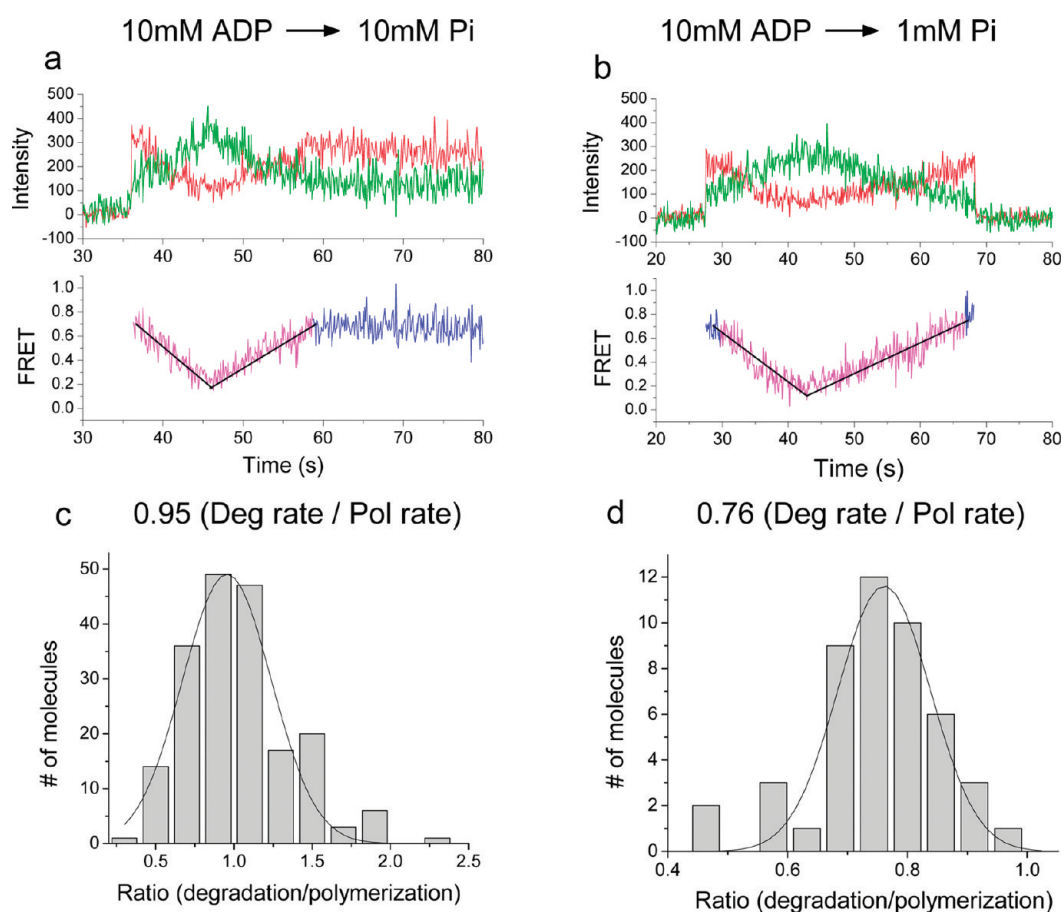 10mM ADP → 10mM Pi
10mM ADP → 1mM Pi
a
500
400
300
200
100
0
-100
Intensity
30 40 50 60 70 80
1.0
0.8
0.6
0.4
0.2
0.0
FRET
30 40 50 60 70 80
Time (s)
b
500
400
300
200
100
0
-100
Intensity
20 30 40 50 60 70 80
1.0
0.8
0.6
0.4
0.2
0.0
FRET
20 30 40 50 60 70 80
Time (s)
c 0.95 (Deg rate / Pol rate)
50
40
30
20
10
0
# of molecules
0.5 1.0 1.5 2.0 2.5
Ratio (degradation/polymerization)
d 0.76 (Deg rate / Pol rate)
12
10
8
6
4
2
0
# of molecules
0.4 0.6 0.8 1.0
Ratio (degradation/polymerization)